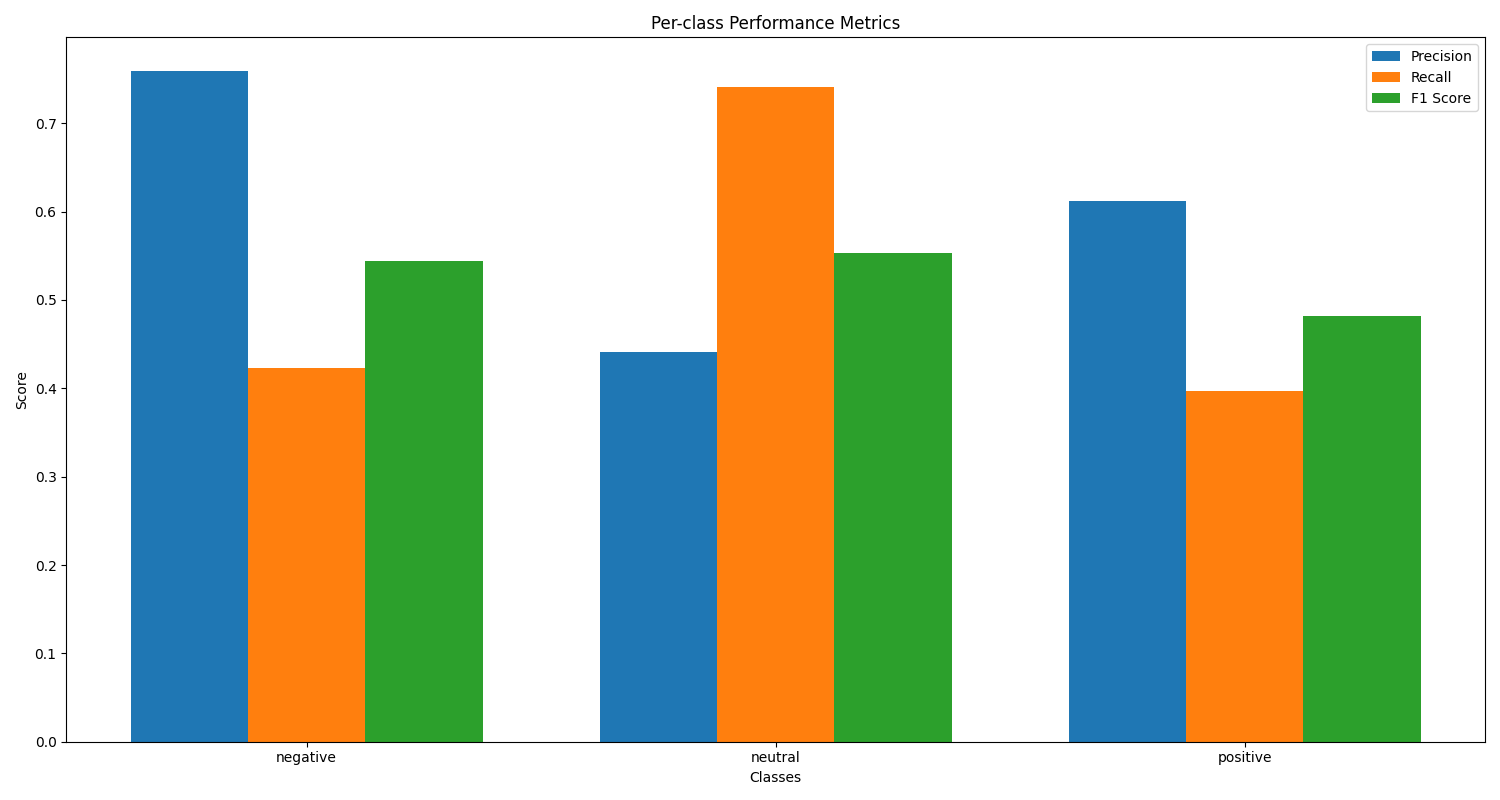 Per-class Performance Metrics
Precision
Recall
F1 Score
Score
0.7
0.6
0.5
0.4
0.3
0.2
0.1
0.0
negative
neutral
positive
Classes